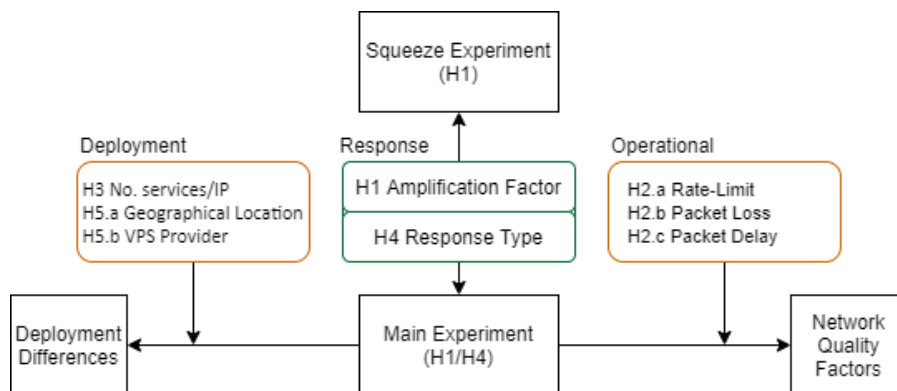 Squeeze Experiment
(H1)
Deployment
Response
Operational
H3 No. services/IP
H5.a Geographical Location
H5.b VPS Provider
H1 Amplification Factor
H4 Response Type
H2.a Rate-Limit
H2.b Packet Loss
H2.c Packet Delay
Deployment
Differences
Main Experiment
(H1/H4)
Network
Quality
Factors